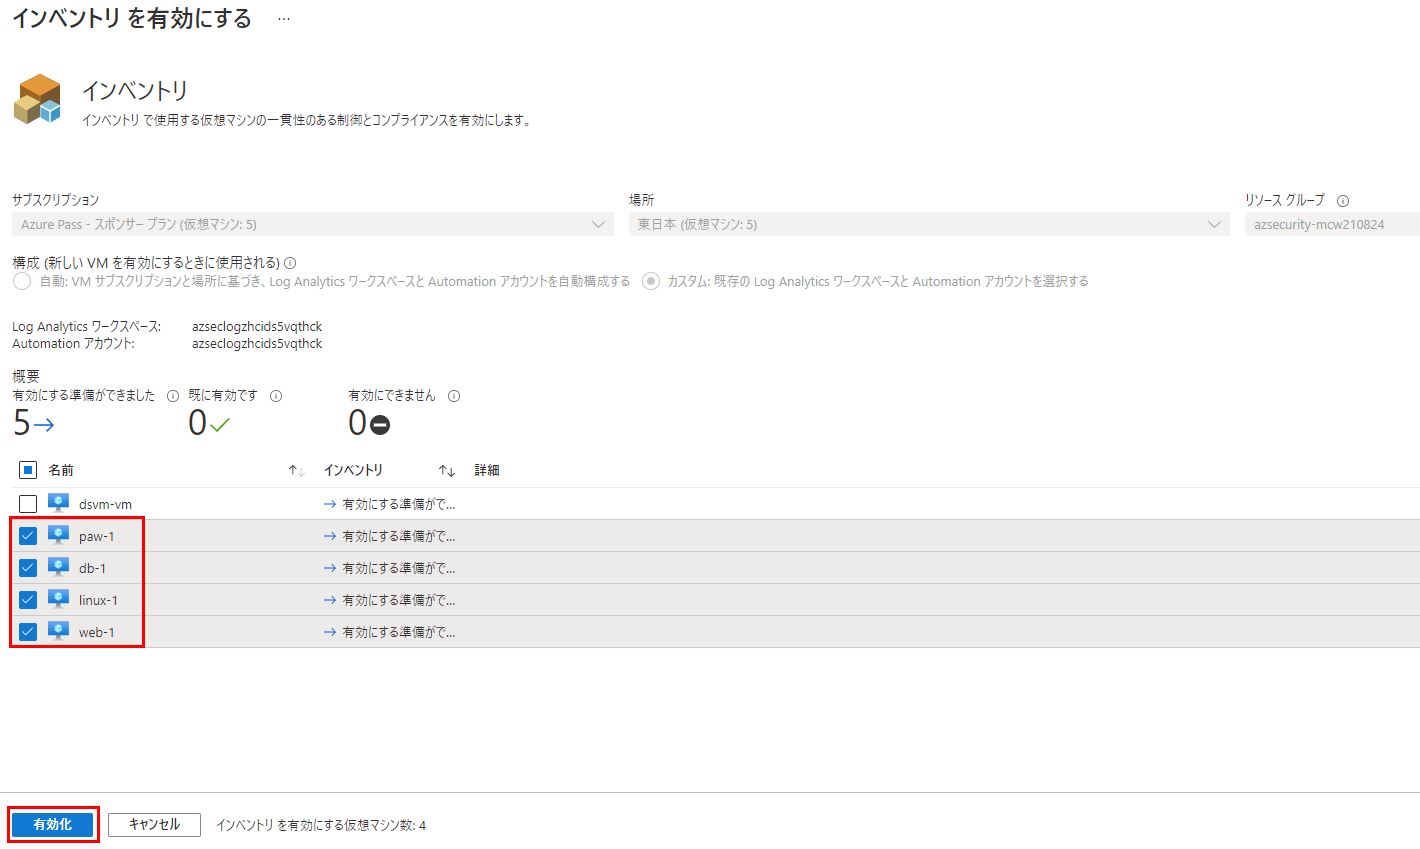 インベントリ を有効にする ...
インベントリ
インベントリ で使用する仮想マシンの一貫性のある制御とコンプライアンスを有効にします。
サブスクリプション 場所 リソース グループ
Azure Pass - スポンサー プラン (仮想マシン: 5) 東日本 (仮想マシン: 5) azsecurity-mcw210824
構成 (新しい VM を有効にするときに使用される)
自動: VM サブスクリプションと場所に基づき、Log Analytics ワークスペースと Automation アカウントを自動構成する カスタム: 既存の Log Analytics ワークスペースと Automation アカウントを選択する
Log Analytics ワークスペース: azseclogzhcids5vqthck
Automation アカウント: azseclogzhcids5vqthck
概要
有効にする準備ができました 既に有効です 有効にできません
5 0 0
名前 インベントリ 詳細
dsvm-vm 有効にする準備がで...
paw-1 有効にする準備がで...
db-1 有効にする準備がで...
linux-1 有効にする準備がで...
web-1 有効にする準備がで...
有効化 キャンセル インベントリ を有効にする仮想マシン数: 4